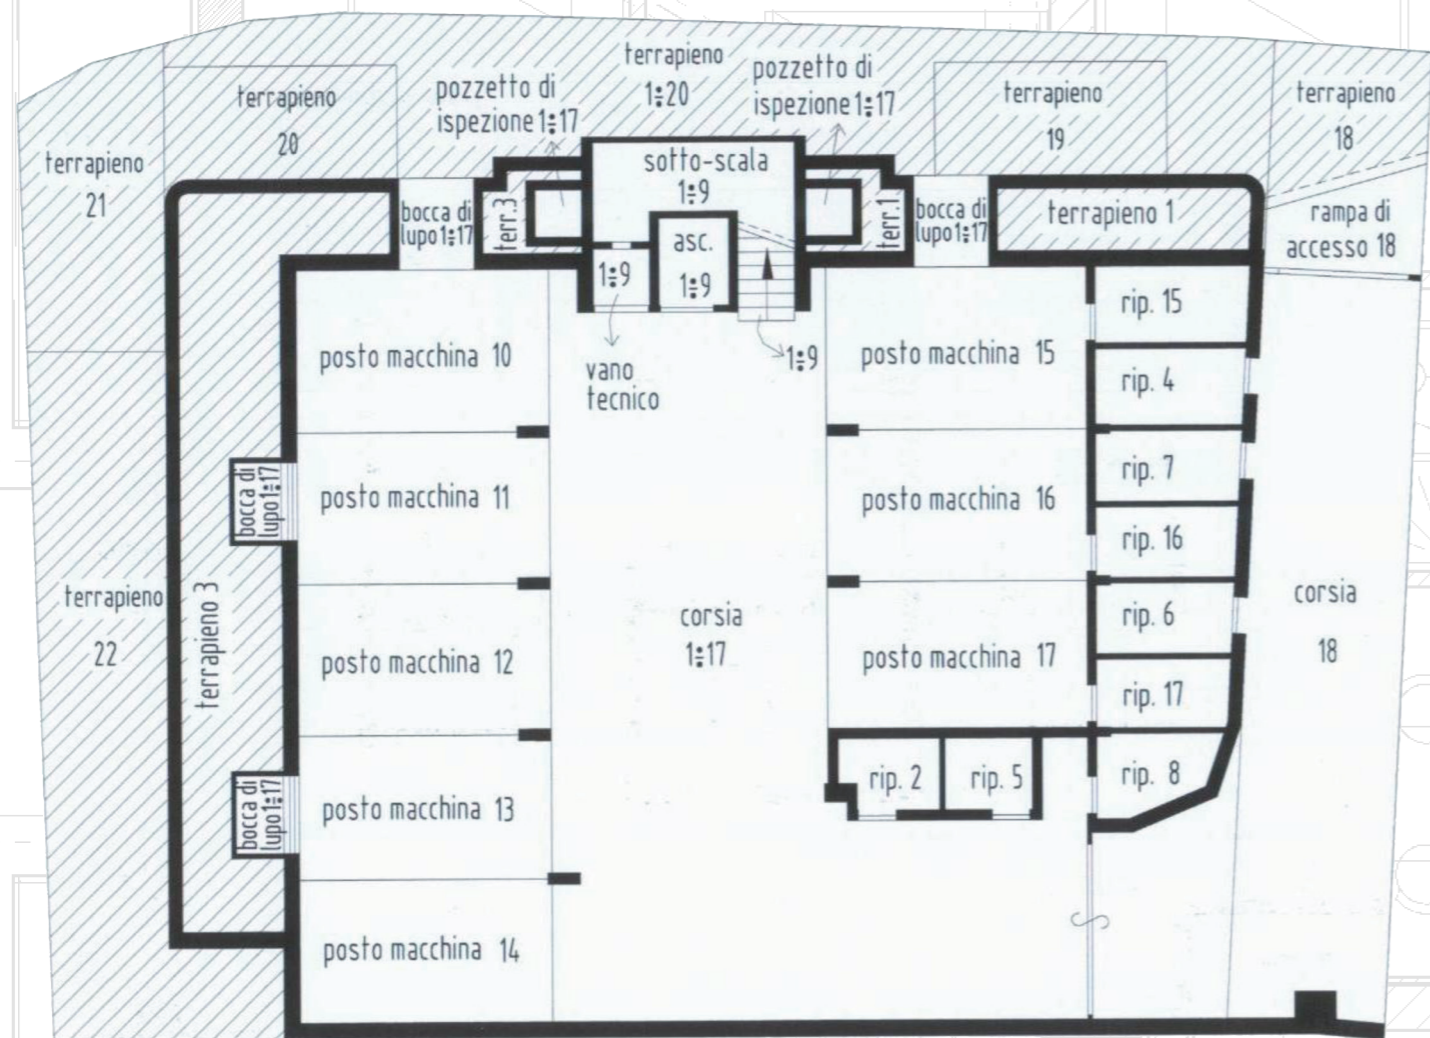 terrapieno
1÷20
pozzetto di
ispezione 1÷17
pozzetto di
ispezione 1÷17
terrapieno
20
terrapieno
19
terrapieno
18
terrapieno
21
sotto-scala
1÷9
bocca di
lupo 1÷17
terr.3
terr.1
bocca di
lupo 1÷17
terrapieno 1
rampa di
accesso 18
asc.
1÷9
1÷9
vano
tecnico
1÷9
posto macchina 10
posto macchina 15
rip. 15
rip. 4
bocca di
lupo 1÷17
posto macchina 11
posto macchina 16
rip. 7
rip. 16
terrapieno
22
terrapieno 3
corsia
1÷17
rip. 6
corsia
18
posto macchina 12
posto macchina 17
rip. 17
bocca di
lupo 1÷17
posto macchina 13
rip. 2
rip. 5
rip. 8
posto macchina 14